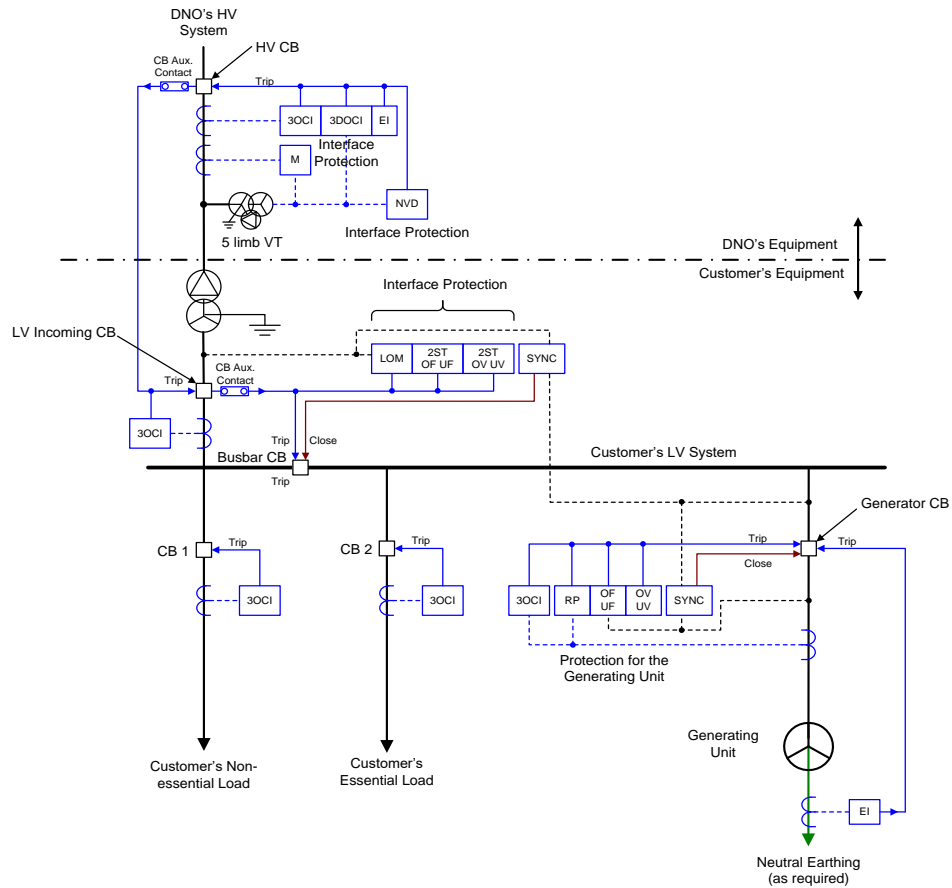 DNO's HV
System
HV CB
CB Aux.
Contact
Trip
3OCI
3DOCI
EI
Interface
Protection
M
NVD
5 limb VT
Interface Protection
DNO's Equipment
Customer's Equipment
Interface Protection
LV Incoming CB
LOM
2ST
OF UF
2ST
OV UV
SYNC
CB Aux.
Contact
Trip
3OCI
Trip
Close
Busbar CB
Customer's LV System
Trip
Generator CB
CB 1
Trip
CB 2
Trip
Trip
Trip
Close
3OCI
3OCI
3OCI
RP
OF
UF
OV
UV
SYNC
Protection for the
Generating Unit
Generating
Unit
Customer's Non-
essential Load
Customer's
Essential Load
EI
Neutral Earthing
(as required)